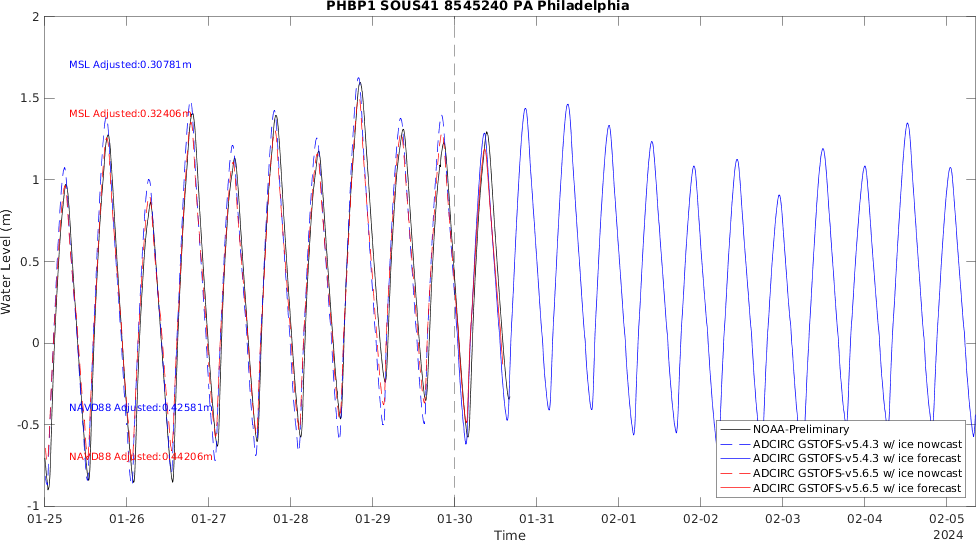 PHBP1 SOUS41 8545240 PA Philadelphia
2
1.5
1
0.5
0
-0.5
-1
Water Level (m)
MSL Adjusted:0.30781m
MSL Adjusted:0.32406m
NAVD88 Adjusted:0.42581m
NAVD88 Adjusted:0.44206m
NOAA-Preliminary
ADCIRC GSTOFS-v5.4.3 w/ ice nowcast
ADCIRC GSTOFS-v5.4.3 w/ ice forecast
ADCIRC GSTOFS-v5.6.5 w/ ice nowcast
ADCIRC GSTOFS-v5.6.5 w/ ice forecast
01-25 01-26 01-27 01-28 01-29 01-30 01-31 02-01 02-02 02-03 02-04 02-05
Time
2024